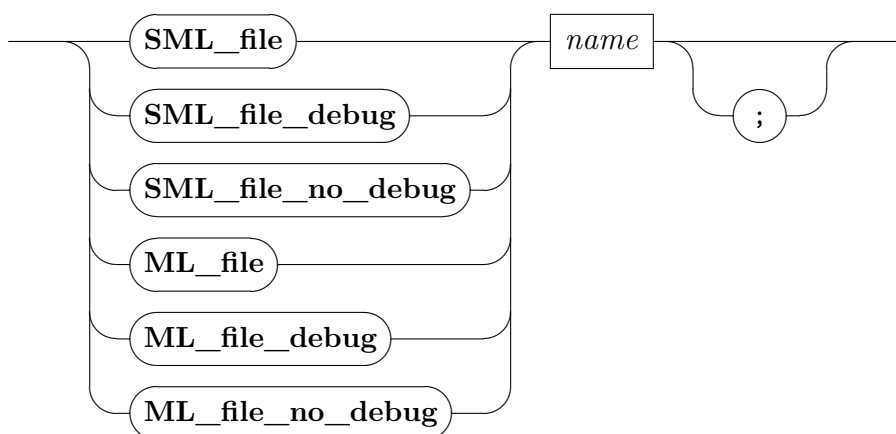 SML_file name
SML_file_debug ;
SML_file_no_debug
ML_file
ML_file_debug
ML_file_no_debug